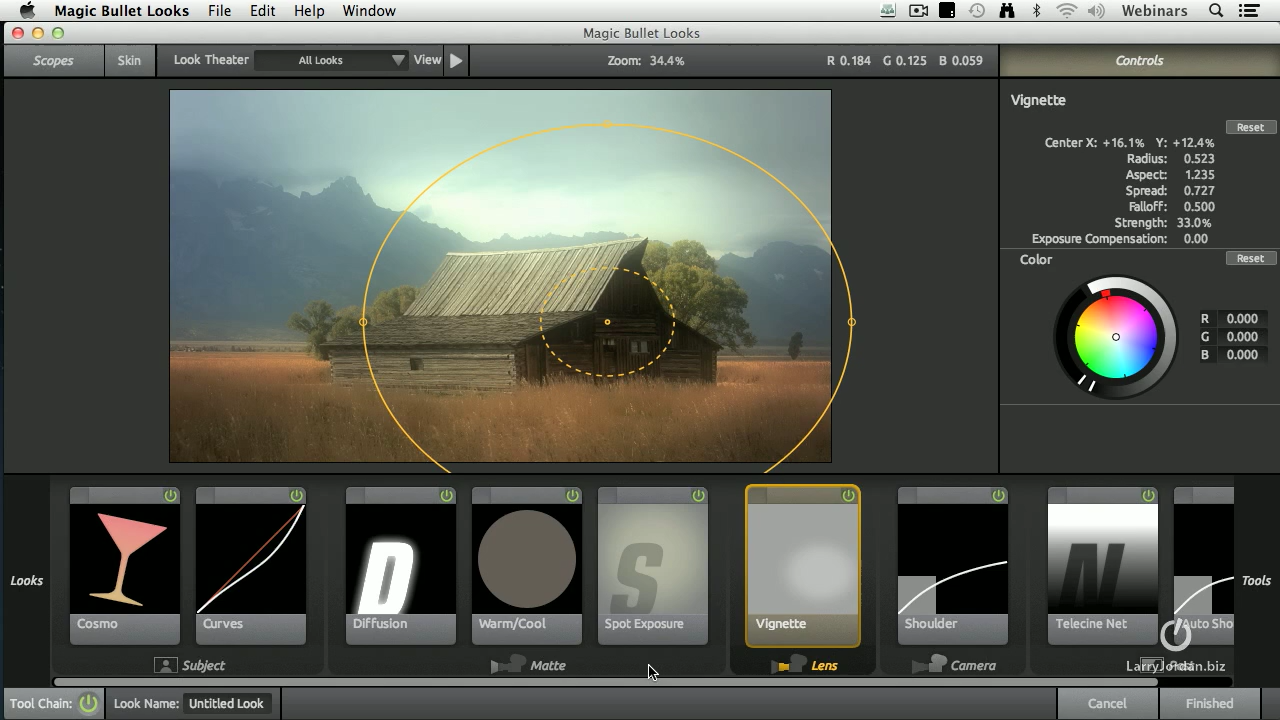 Magic Bullet Looks File Edit Help Window Webinars
Magic Bullet Looks
Scopes Skin Look Theater All Looks View Zoom: 34.4% R 0.184 G 0.125 B 0.059 Controls
Vignette
Reset
Center X: +16.1% Y: +12.4%
Radius: 0.523
Aspect: 1.235
Spread: 0.727
Falloff: 0.500
Strength: 33.0%
Exposure Compensation: 0.00
Color Reset
R 0.000
G 0.000
B 0.000
D S N
Looks Tools
Cosmo Curves Diffusion Warm/Cool Spot Exposure Vignette Shoulder Telecine Net Auto Sho
Subject Matte Lens Camera
LarryJordan.biz
Tool Chain: Look Name: Untitled Look Cancel Finished